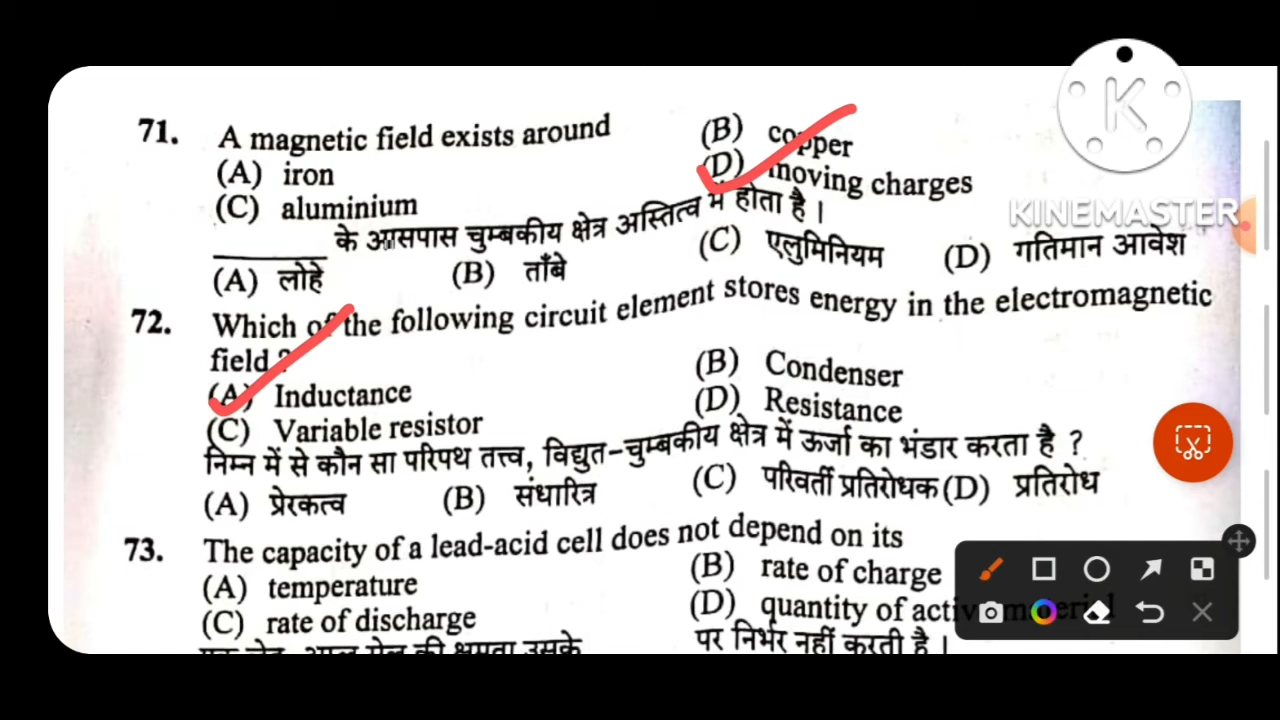 KINEMASTER
71. A magnetic field exists around
(A) iron (B) copper
(C) aluminium (D) moving charges
________ के आसपास चुम्बकीय क्षेत्र अस्तित्व में होता है ।
(A) लोहे (B) ताँबे (C) एलुमिनियम (D) गतिमान आवेश
72. Which of the following circuit element stores energy in the electromagnetic
field ?
(A) Inductance (B) Condenser
(C) Variable resistor (D) Resistance
निम्न में से कौन सा परिपथ तत्त्व, विद्युत-चुम्बकीय क्षेत्र में ऊर्जा का भंडार करता है ?
(A) प्रेरकत्व (B) संधारित्र (C) परिवर्ती प्रतिरोधक (D) प्रतिरोध
73. The capacity of a lead-acid cell does not depend on its
(A) temperature (B) rate of charge
(C) rate of discharge (D) quantity of active material
पर निर्भर नहीं करती है ।